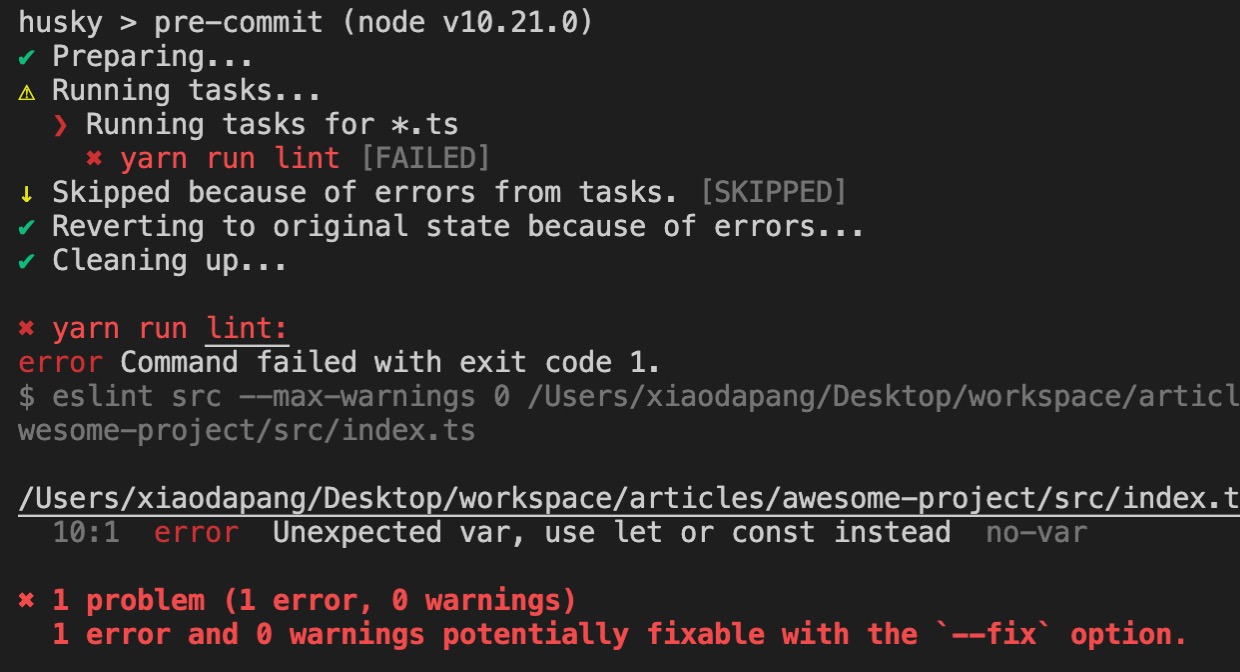 husky > pre-commit (node v10.21.0)
✔ Preparing...
⚠ Running tasks...
❯ Running tasks for *.ts
✖ yarn run lint [FAILED]
↓ Skipped because of errors from tasks. [SKIPPED]
✔ Reverting to original state because of errors...
✔ Cleaning up...
✖ yarn run lint:
error Command failed with exit code 1.
$ eslint src --max-warnings 0 /Users/xiaodapang/Desktop/workspace/articl
wesome-project/src/index.ts
/Users/xiaodapang/Desktop/workspace/articles/awesome-project/src/index.t
10:1 error Unexpected var, use let or const instead no-var
✖ 1 problem (1 error, 0 warnings)
1 error and 0 warnings potentially fixable with the `--fix` option.